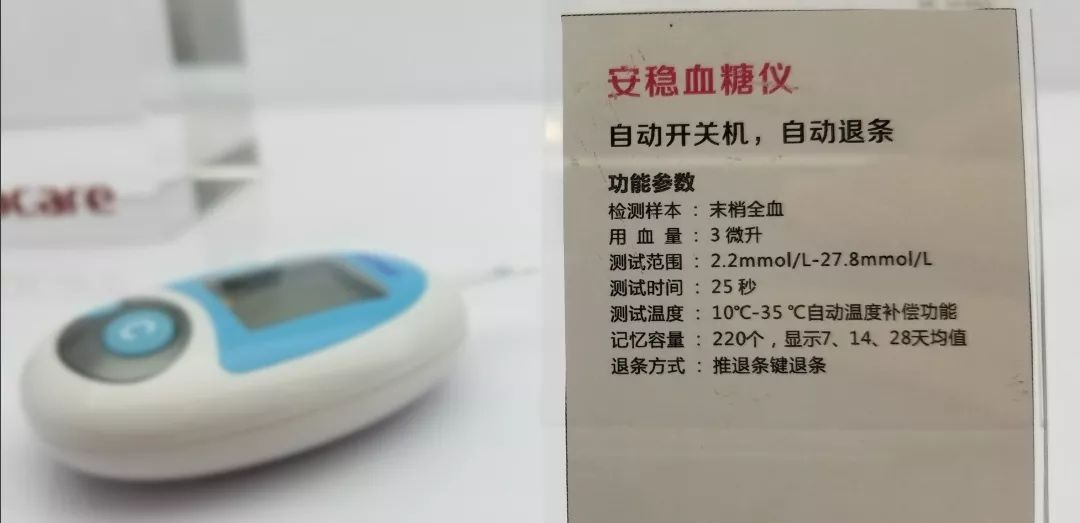 care
安稳血糖仪
自动开关机，自动退条
功能参数
检测样本：末梢全血
用血量：3 微升
测试范围：2.2mmol/L-27.8mmol/L
测试时间：25 秒
测试温度：10℃-35 ℃自动温度补偿功能
记忆容量：220个，显示7、14、28天均值
退条方式：推退条键退条